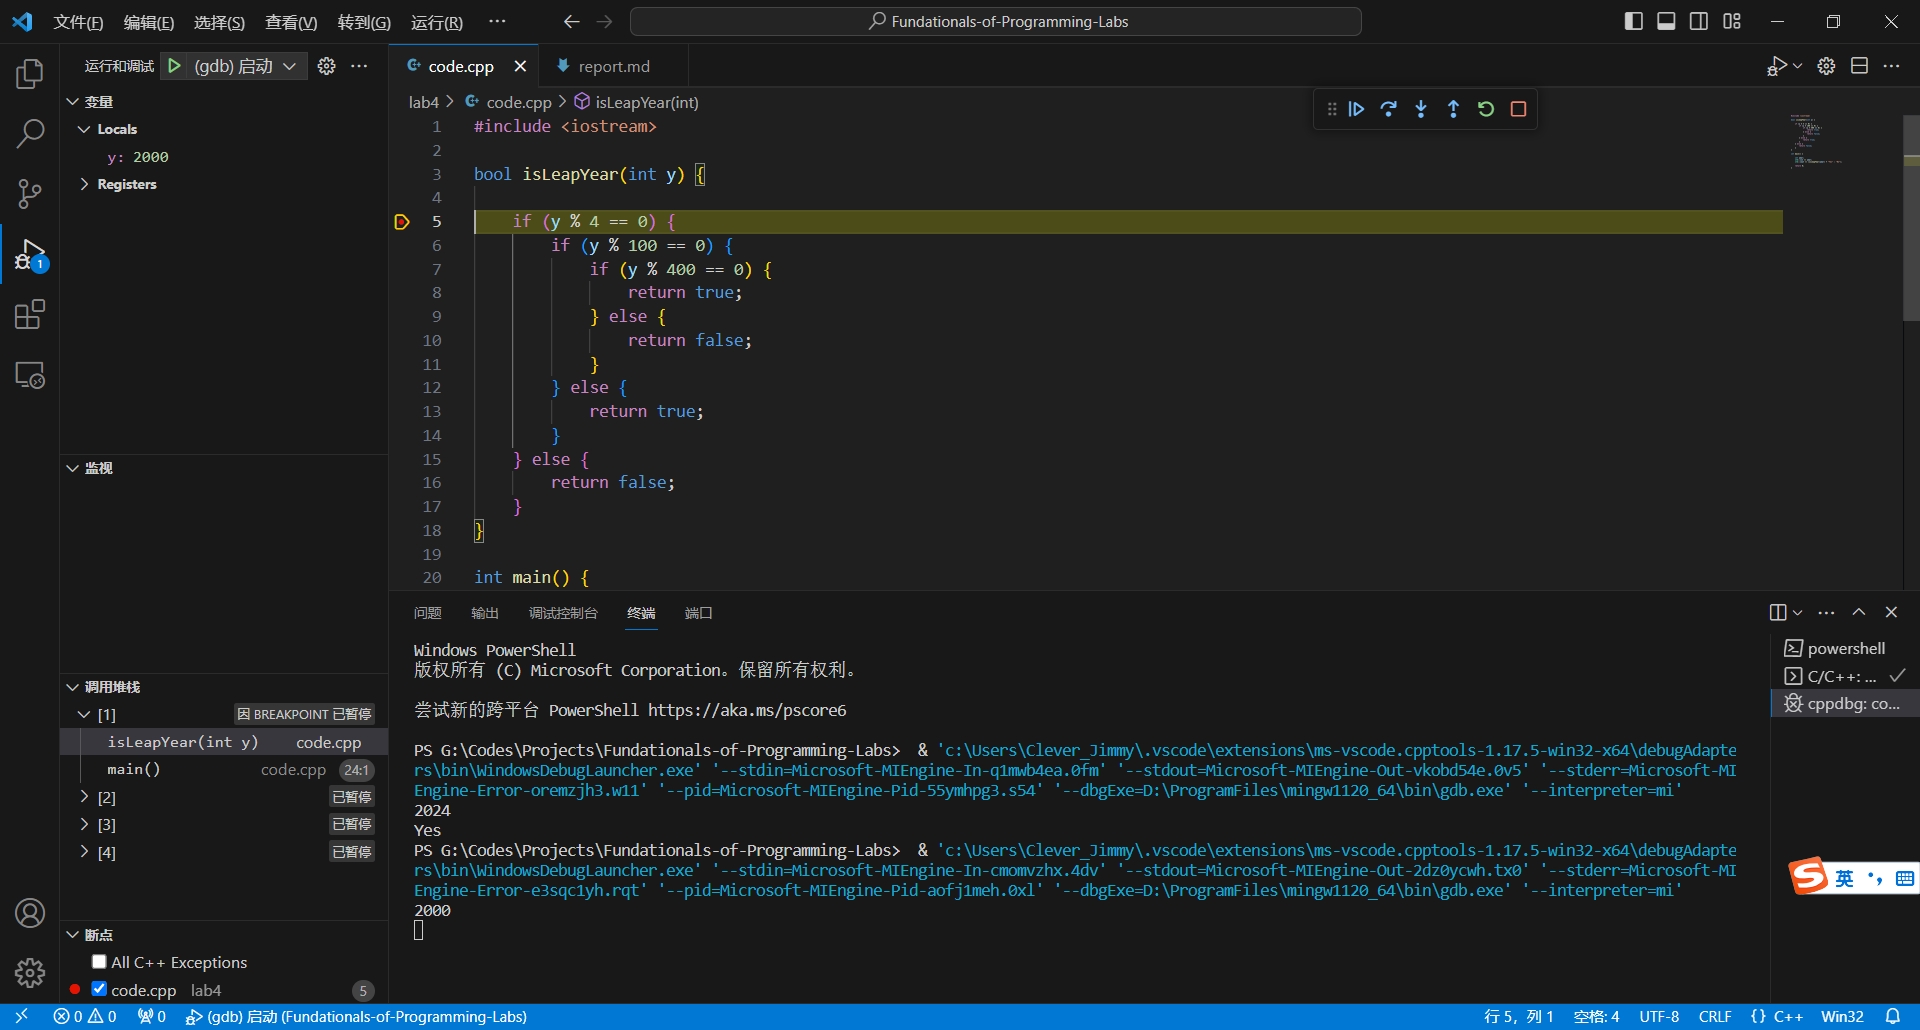 文件(F) 编辑(E) 选择(S) 查看(V) 转到(G) 运行(R) ··· Fundationals-of-Programming-Labs
运行和调试 (gdb) 启动 ···
变量
Locals
y: 2000
Registers
监视
调用堆栈
[1] 因 BREAKPOINT 已暂停
isLeapYear(int y) code.cpp
main() code.cpp 24:1
[2] 已暂停
[3] 已暂停
[4] 已暂停
断点
All C++ Exceptions
code.cpp lab4 5
1
code.cpp report.md
lab4 > code.cpp > isLeapYear(int)
1 #include <iostream>
2
3 bool isLeapYear(int y) {
4
5 if (y % 4 == 0) {
6 if (y % 100 == 0) {
7 if (y % 400 == 0) {
8 return true;
9 } else {
10 return false;
11 }
12 } else {
13 return true;
14 }
15 } else {
16 return false;
17 }
18 }
19
20 int main() {
问题 输出 调试控制台 终端 端口
Windows PowerShell
版权所有 (C) Microsoft Corporation。保留所有权利。
尝试新的跨平台 PowerShell https://aka.ms/pscore6
PS G:\Codes\Projects\Fundationals-of-Programming-Labs> & 'c:\Users\Clever_Jimmy\.vscode\extensions\ms-vscode.cpptools-1.17.5-win32-x64\debugAdapte
rs\bin\WindowsDebugLauncher.exe' '--stdin=Microsoft-MIEngine-In-q1mwb4ea.0fm' '--stdout=Microsoft-MIEngine-Out-vkobd54e.0v5' '--stderr=Microsoft-MI
Engine-Error-oremzjh3.w11' '--pid=Microsoft-MIEngine-Pid-55ymhpg3.s54' '--dbgExe=D:\ProgramFiles\mingw1120_64\bin\gdb.exe' '--interpreter=mi'
2024
Yes
PS G:\Codes\Projects\Fundationals-of-Programming-Labs> & 'c:\Users\Clever_Jimmy\.vscode\extensions\ms-vscode.cpptools-1.17.5-win32-x64\debugAdapte
rs\bin\WindowsDebugLauncher.exe' '--stdin=Microsoft-MIEngine-In-cmomvzhx.4dv' '--stdout=Microsoft-MIEngine-Out-2dz0ycwh.tx0' '--stderr=Microsoft-MI
Engine-Error-e3sqc1yh.rqt' '--pid=Microsoft-MIEngine-Pid-aofj1meh.0xl' '--dbgExe=D:\ProgramFiles\mingw1120_64\bin\gdb.exe' '--interpreter=mi'
2000
powershell
C/C++: ...
cppdbg: co...
S 英
0 0 0 (gdb) 启动 (Fundationals-of-Programming-Labs) 行 5，列 1 空格: 4 UTF-8 CRLF {} C++ Win32